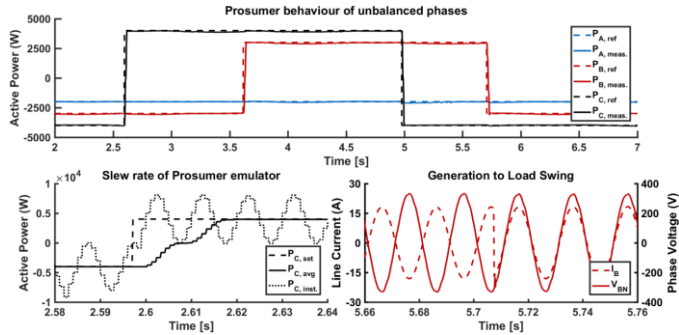 Prosumer behaviour of unbalanced phases
Active Power (W)
5000
2500
0
-2500
-5000
2
2.5
3
3.5
4
4.5
5
5.5
6
6.5
7
Time [s]
P_A, ref
P_A, meas.
P_B, ref
P_B, meas.
P_C, ref
P_C, meas.
Slew rate of Prosumer emulator
×10^4
Active Power (W)
1
0.5
0
-0.5
-1
2.58
2.59
2.6
2.61
2.62
2.63
2.64
Time [s]
P_C, set
P_C, avg
P_C, inst.
Generation to Load Swing
Line Current (A)
30
15
0
-15
-30
5.66
5.68
5.7
5.72
5.74
5.76
Time [s]
400
200
0
-200
-400
Phase Voltage (V)
I_B
V_BN